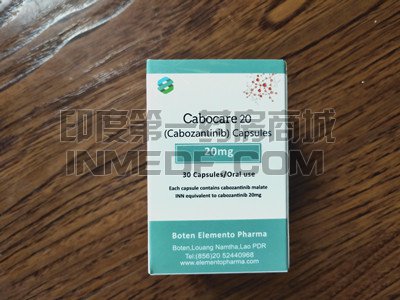 Cabocare 20
(Cabozantinib) Capsules
20mg
印度第一药房商城
INMEDE.COM
30 Capsules/Oral use
Each capsule contains cabozantinib malate
INN equivalent to cabozantinib 20mg
Boten Elemento Pharma
Boten,Louang Namtha,Lao PDR
Tel:(856)20 52440968
www.elementopharma.com